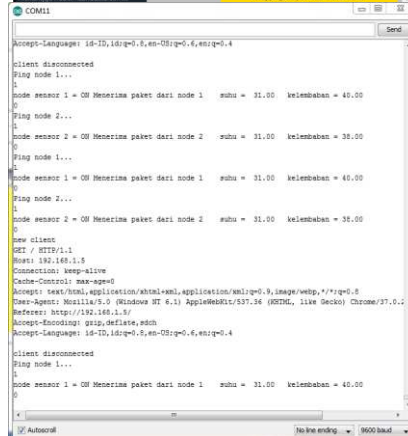 COM11
Send
Accept-Language: id-ID,id;q=0.8,en-US;q=0.6,en;q=0.4
client disconnected
Ping node 1...
1
node sensor 1 = ON Menerima paket dari node 1 suhu = 31.00 kelembaban = 40.00
0
Ping node 2...
1
node sensor 2 = ON Menerima paket dari node 2 suhu = 31.00 kelembaban = 38.00
0
Ping node 1...
1
node sensor 1 = ON Menerima paket dari node 1 suhu = 31.00 kelembaban = 40.00
0
Ping node 2...
1
node sensor 2 = ON Menerima paket dari node 2 suhu = 31.00 kelembaban = 38.00
0
new client
GET / HTTP/1.1
Host: 192.168.1.5
Connection: keep-alive
Cache-Control: max-age=0
Accept: text/html,application/xhtml+xml,application/xml;q=0.9,image/webp,*/*;q=0.8
User-Agent: Mozilla/5.0 (Windows NT 6.1) AppleWebKit/537.36 (KHTML, like Gecko) Chrome/37.0.2
Referer: http://192.168.1.5/
Accept-Encoding: gzip,deflate,sdch
Accept-Language: id-ID,id;q=0.8,en-US;q=0.6,en;q=0.4
client disconnected
Ping node 1...
1
node sensor 1 = ON Menerima paket dari node 1 suhu = 31.00 kelembaban = 40.00
0
Autoscroll
No line ending
9600 baud